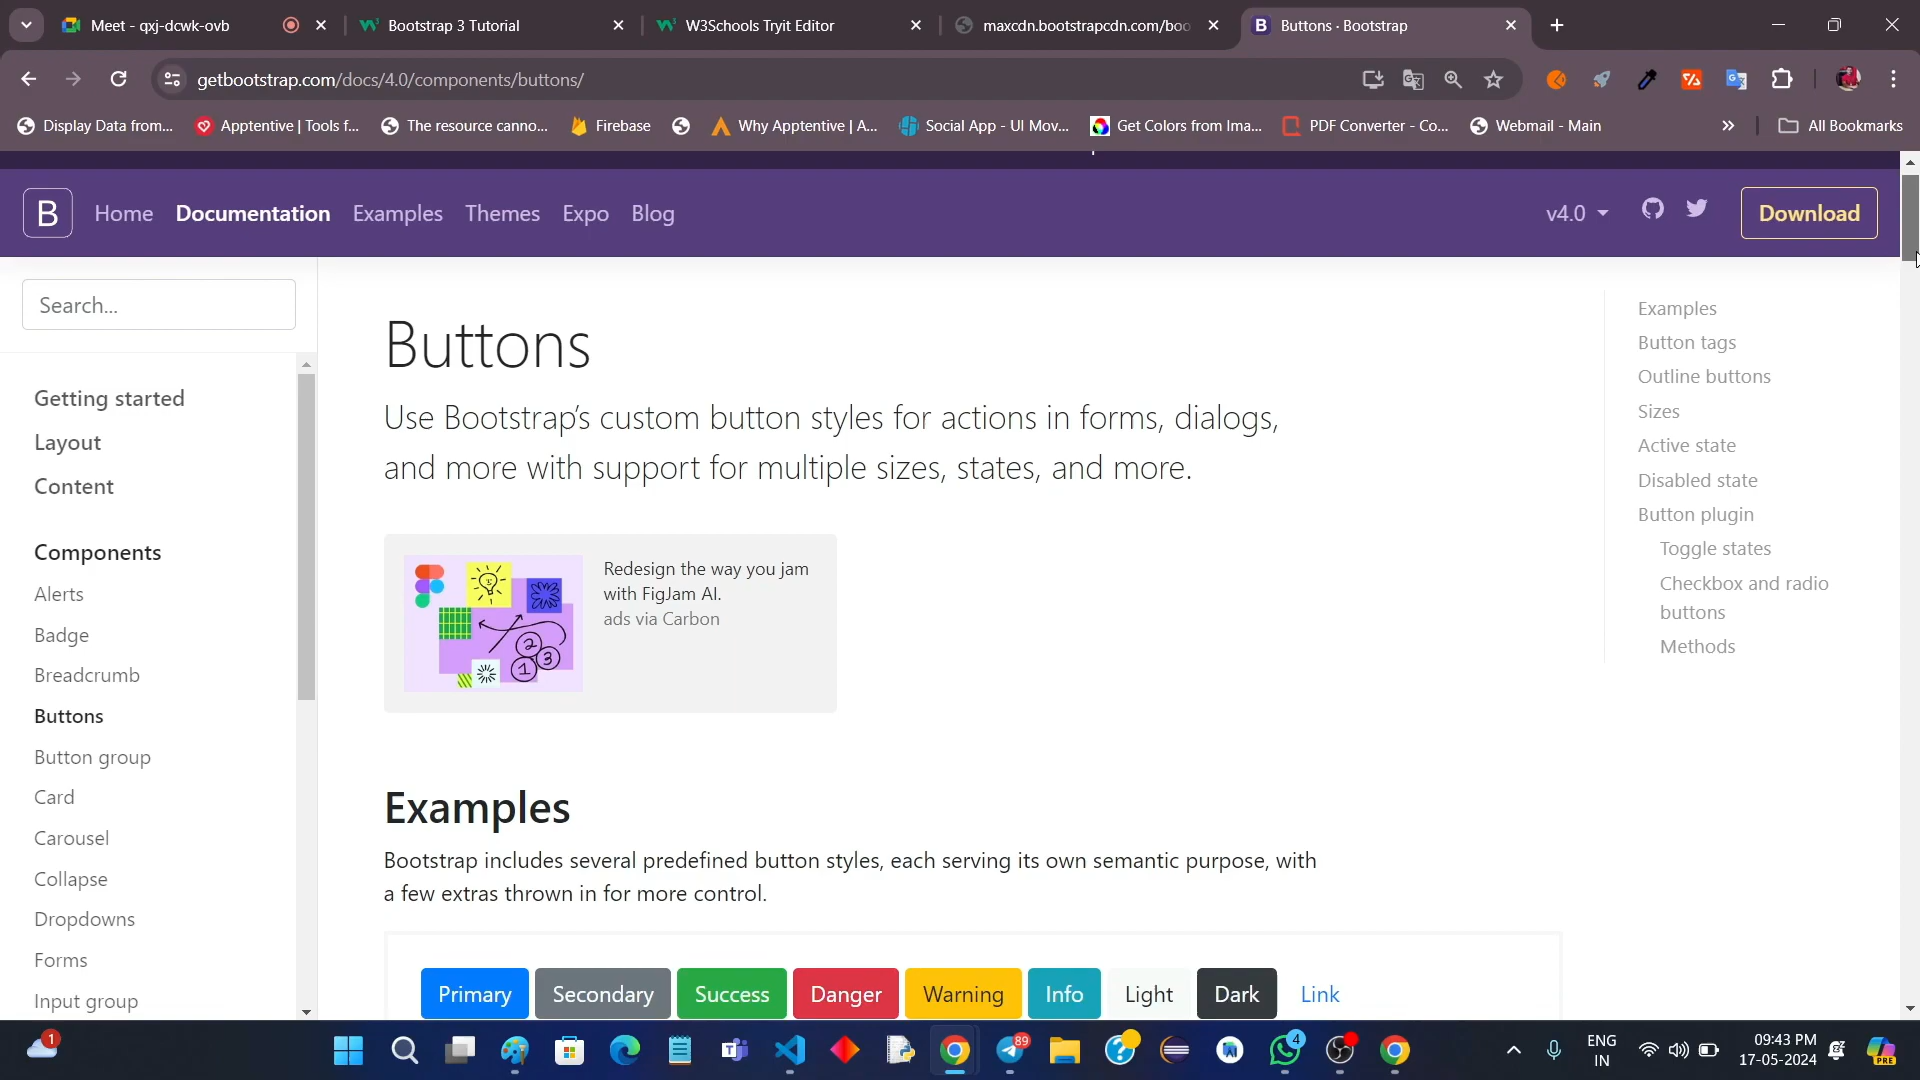 Meet - qxj-dcwk-ovb
Bootstrap 3 Tutorial
W3Schools Tryit Editor
maxcdn.bootstrapcdn.com/boo
Buttons · Bootstrap
getbootstrap.com/docs/4.0/components/buttons/
Display Data from...
Apptentive | Tools f...
The resource canno...
Firebase
Why Apptentive | A...
Social App - UI Mov...
Get Colors from Ima...
PDF Converter - Co...
Webmail - Main
All Bookmarks
B
Home
Documentation
Examples
Themes
Expo
Blog
v4.0
Download
Search...
Getting started
Layout
Content
Components
Alerts
Badge
Breadcrumb
Buttons
Button group
Card
Carousel
Collapse
Dropdowns
Forms
Input group
Buttons
Use Bootstrap’s custom button styles for actions in forms, dialogs,
and more with support for multiple sizes, states, and more.
1
2
3
Redesign the way you jam
with FigJam AI.
ads via Carbon
Examples
Bootstrap includes several predefined button styles, each serving its own semantic purpose, with
a few extras thrown in for more control.
Primary
Secondary
Success
Danger
Warning
Info
Light
Dark
Link
Examples
Button tags
Outline buttons
Sizes
Active state
Disabled state
Button plugin
Toggle states
Checkbox and radio
buttons
Methods
1
89
4
ENG
IN
09:43 PM
17-05-2024
PRE